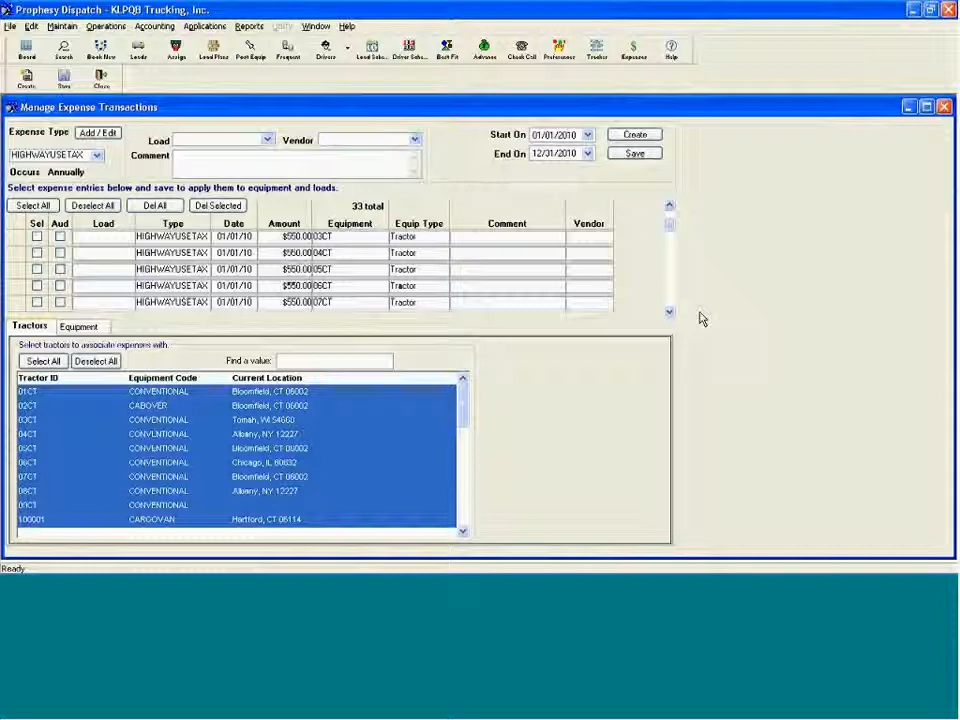 Prophesy Dispatch - KLPQB Trucking, Inc.
File Edit Maintain Operations Accounting Applications Reports Utility Window Help
Board Search Book Now Loads Assign Load Plans Post Equip Frequent Drivers Load Sche... Driver Sche... Best Fit Advance Check Call Preferences Tracker Expenses Help
Create Save Close
Manage Expense Transactions
Expense Type Add / Edit Load Vendor Start On 01/01/2010 Create
HIGHWAYUSETAX Comment End On 12/31/2010 Save
Occurs Annually
Select expense entries below and save to apply them to equipment and loads.
Select All Deselect All Del All Del Selected 33 total
Sel Aud Load Type Date Amount Equipment Equip Type Comment Vendor
HIGHWAYUSETAX 01/01/10 $550.00 03CT Tractor
HIGHWAYUSETAX 01/01/10 $550.00 04CT Tractor
HIGHWAYUSETAX 01/01/10 $550.00 05CT Tractor
HIGHWAYUSETAX 01/01/10 $550.00 06CT Tractor
HIGHWAYUSETAX 01/01/10 $550.00 07CT Tractor
Tractors Equipment
Select tractors to associate expenses with.
Select All Deselect All Find a value:
Tractor ID Equipment Code Current Location
01CT CONVENTIONAL Bloomfield, CT 06002
02CT CABOVER Bloomfield, CT 06002
03CT CONVENTIONAL Tomah, WI 54660
04CT CONVENTIONAL Albany, NY 12227
05CT CONVENTIONAL Bloomfield, CT 06002
06CT CONVENTIONAL Chicago, IL 60632
07CT CONVENTIONAL Bloomfield, CT 06002
08CT CONVENTIONAL Albany, NY 12227
09CT CONVENTIONAL
100001 CARGOVAN Hartford, CT 06114
Ready